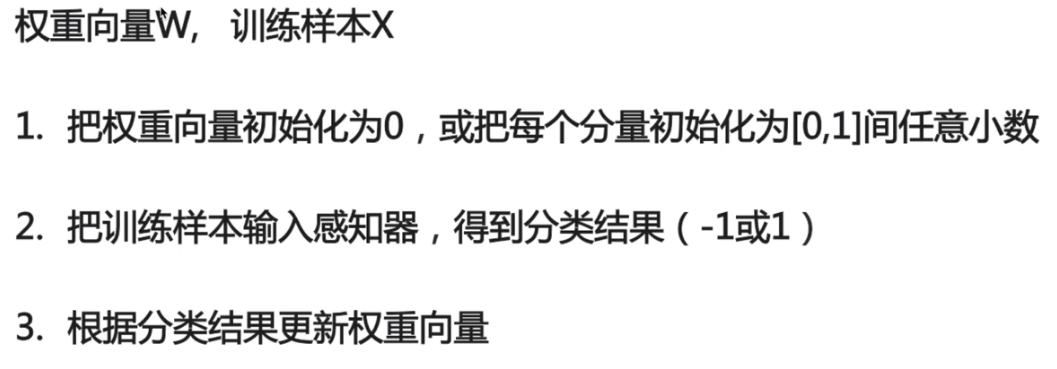 权重向量W, 训练样本X
1. 把权重向量初始化为0，或把每个分量初始化为[0,1]间任意小数
2. 把训练样本输入感知器，得到分类结果（-1或1）
3. 根据分类结果更新权重向量